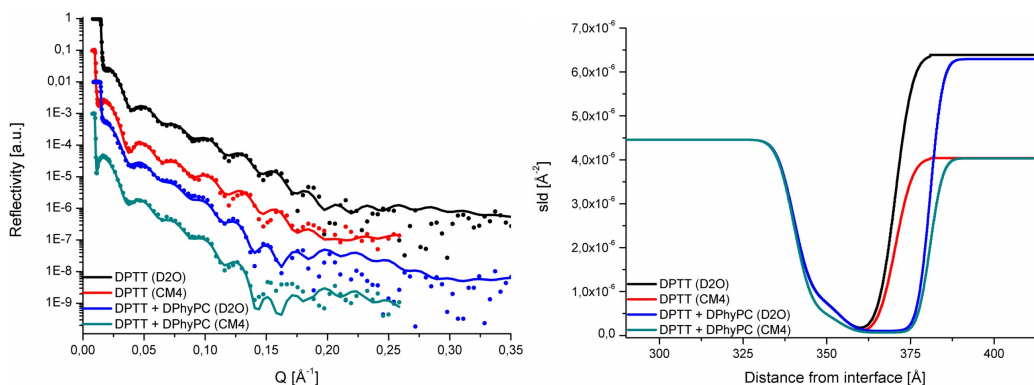 1
0,1
0,01
1E-3
1E-4
1E-5
1E-6
1E-7
1E-8
1E-9
Reflectivity [a.u.]
DPTT (D2O)
DPTT (CM4)
DPTT + DPhyPC (D2O)
DPTT + DPhyPC (CM4)
0,00 0,05 0,10 0,15 0,20 0,25 0,30 0,35
Q [Å⁻¹]
7,0x10⁻⁶
6,0x10⁻⁶
5,0x10⁻⁶
4,0x10⁻⁶
3,0x10⁻⁶
2,0x10⁻⁶
1,0x10⁻⁶
0,0
sld [Å⁻²]
DPTT (D2O)
DPTT (CM4)
DPTT + DPhyPC (D2O)
DPTT + DPhyPC (CM4)
300 325 350 375 400
Distance from interface [Å]